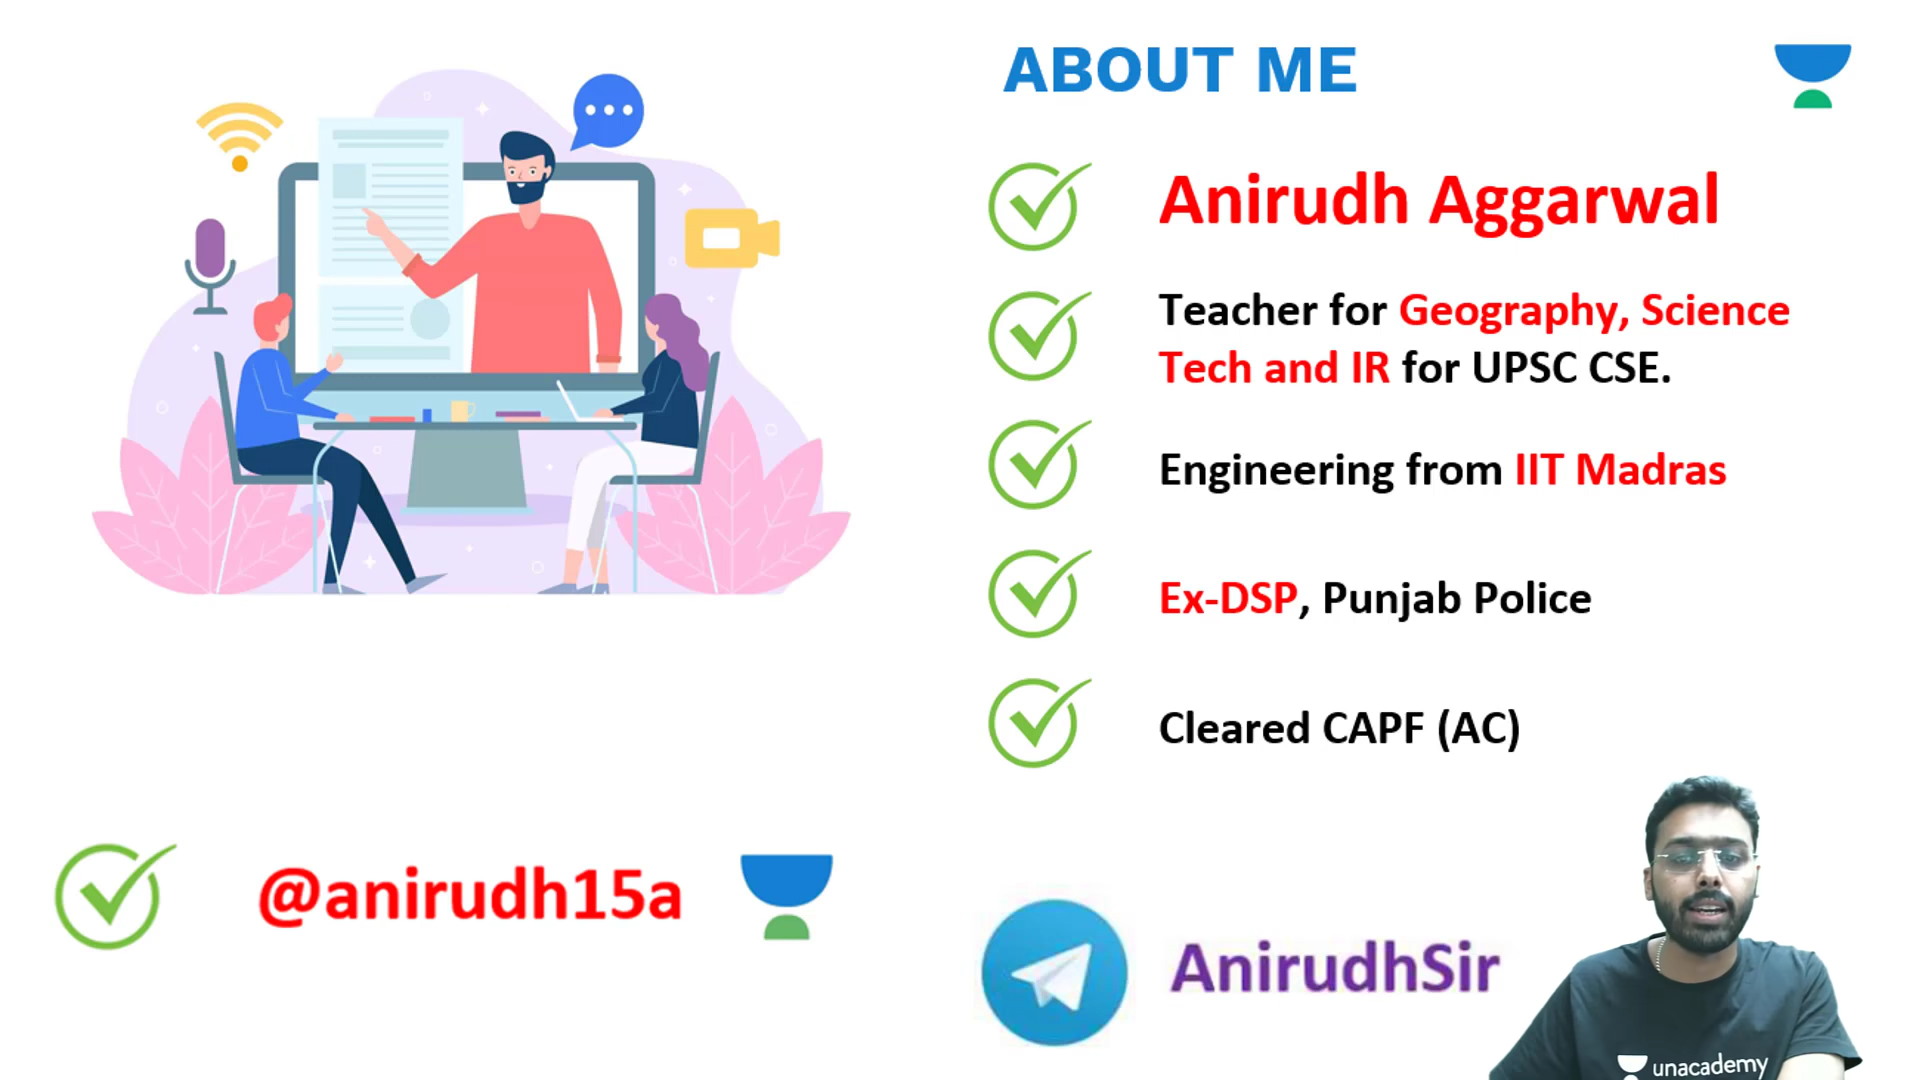 ABOUT ME
Anirudh Aggarwal
Teacher for Geography, Science
Tech and IR for UPSC CSE.
Engineering from IIT Madras
Ex-DSP, Punjab Police
Cleared CAPF (AC)
@anirudh15a
AnirudhSir
unacademy